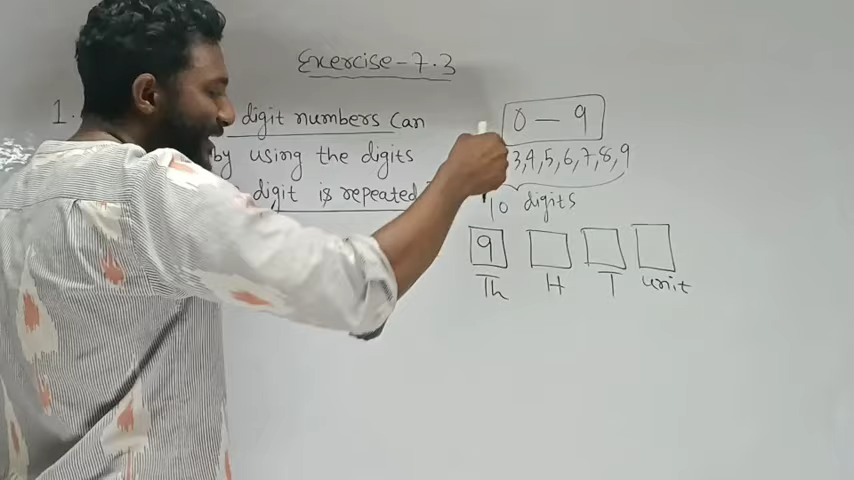 Exercise - 7.3
1. digit numbers can
by using the digits
digit is repeated
0 — 9
3,4,5,6,7,8,9
10 digits
9
Th H T unit